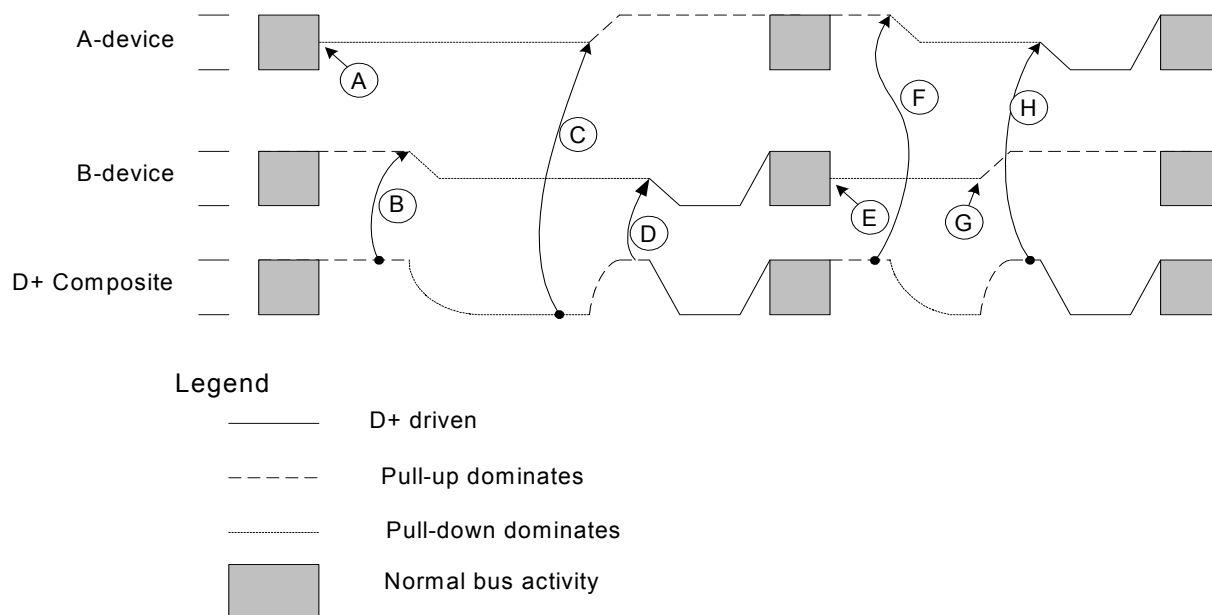 A-device
A
C
F
H
B-device
B
D
E
G
D+ Composite
Legend
D+ driven
Pull-up dominates
Pull-down dominates
Normal bus activity